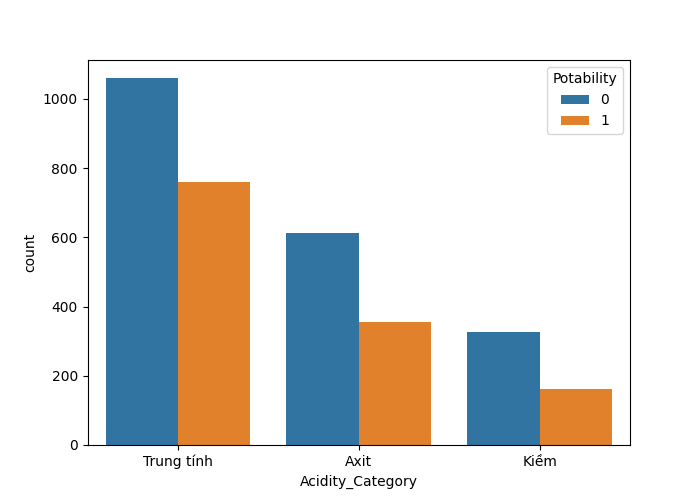 Potability
0
1
1000
800
600
400
200
0
count
Trung tính
Axit
Kiềm
Acidity_Category